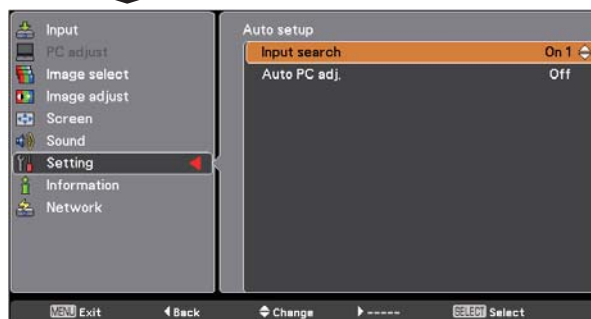 Input
PC adjust
Image select
Image adjust
Screen
Sound
Setting
Information
Network
Auto setup
Input search On 1
Auto PC adj. Off
MENU Exit Back Change ----- SELECT Select